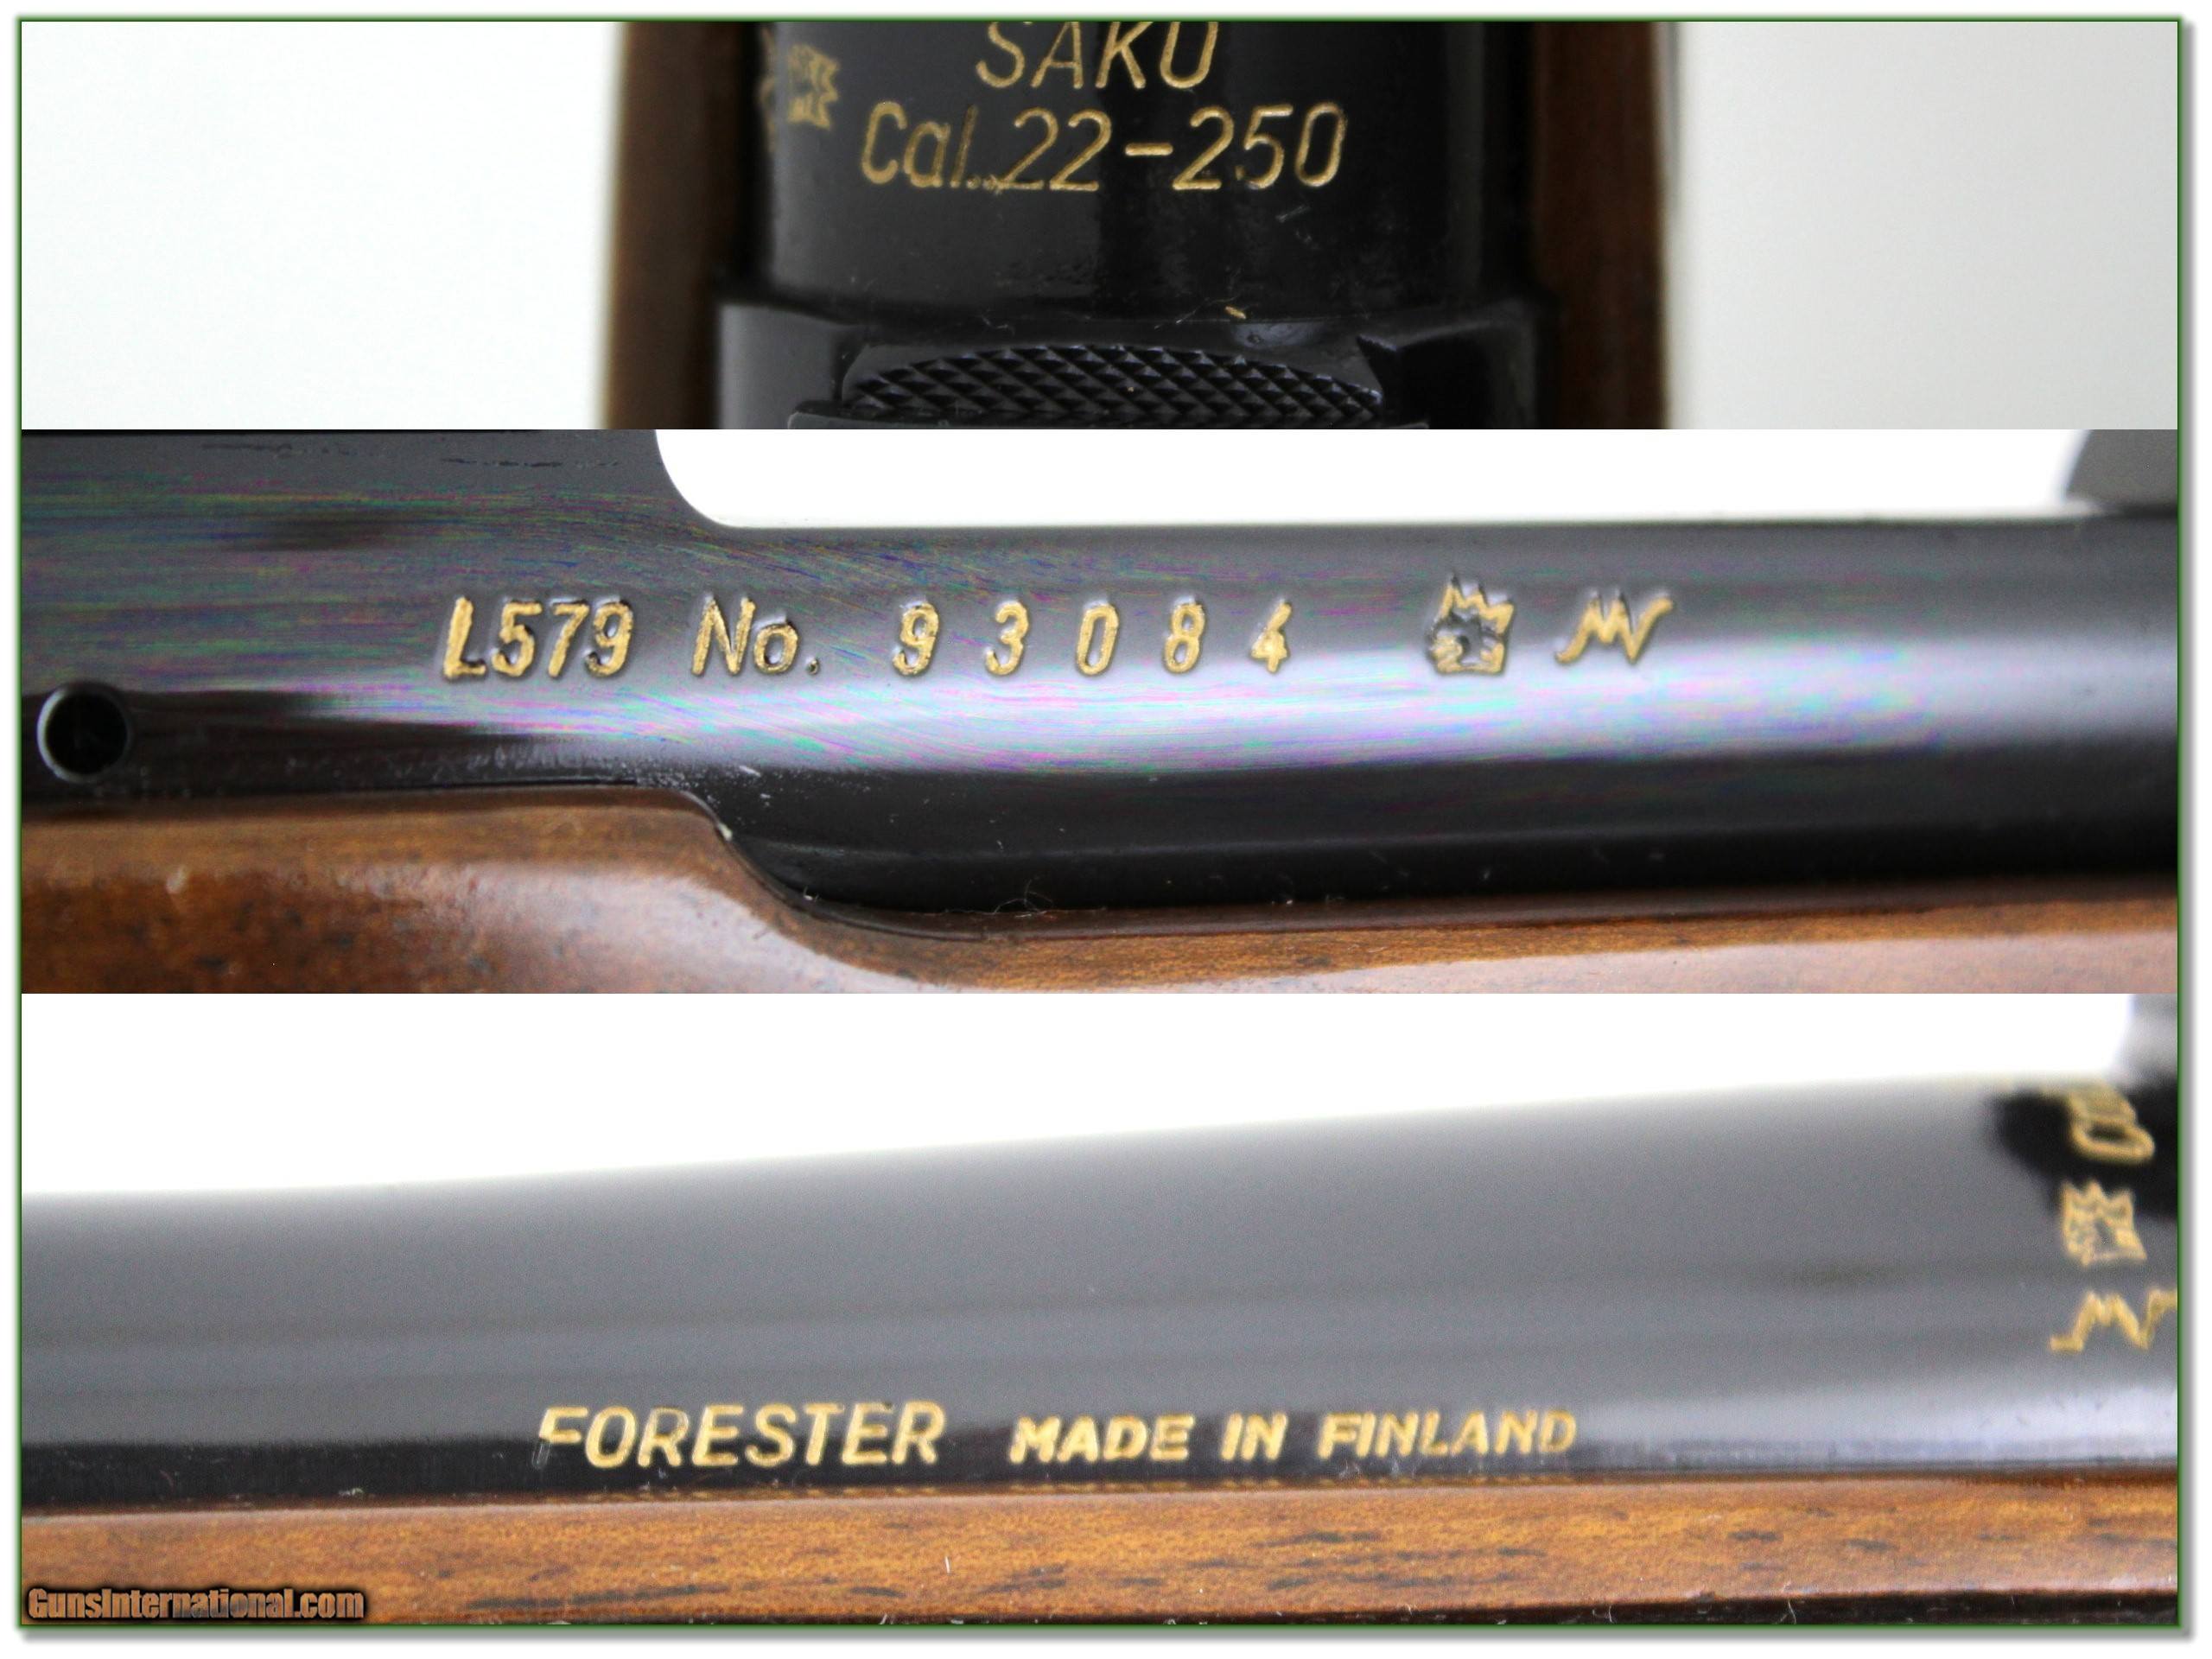 SAKO
Cal..22-250
L579 No. 93084
FORESTER MADE IN FINLAND
GunsInternational.com